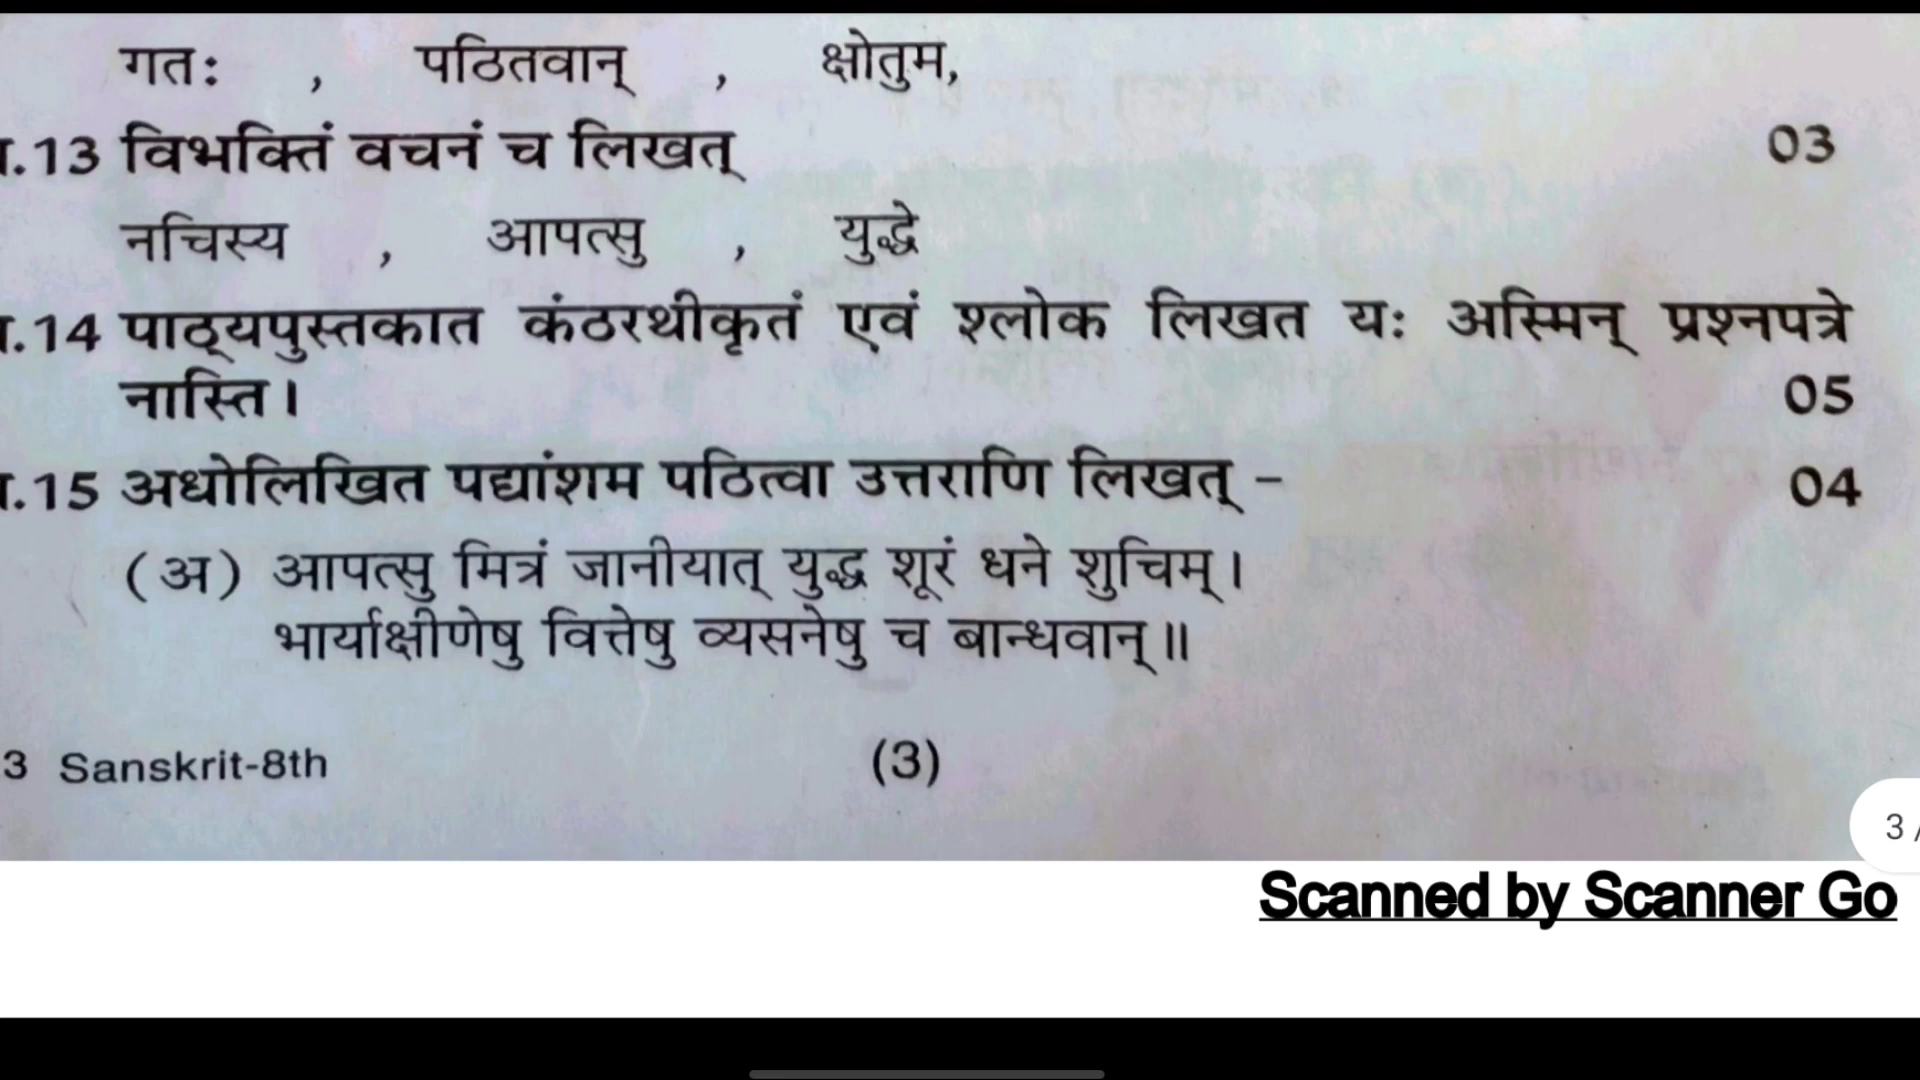 गतः , पठितवान् , क्षोतुम,
.13 विभक्तिं वचनं च लिखत् 03
नचिस्य , आपत्सु , युद्धे
.14 पाठ्यपुस्तकात कंठरथीकृतं एवं श्लोक लिखत यः अस्मिन् प्रश्नपत्रे
नास्ति। 05
.15 अधोलिखित पद्यांशम पठित्वा उत्तराणि लिखत् – 04
(अ) आपत्सु मित्रं जानीयात् युद्ध शूरं धने शुचिम्।
भार्याक्षीणेषु वित्तेषु व्यसनेषु च बान्धवान्॥
3 Sanskrit-8th (3)
3 /
Scanned by Scanner Go